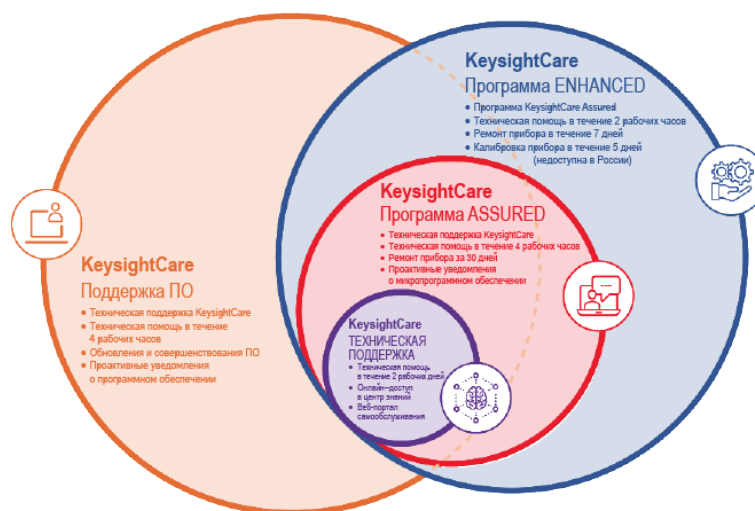 KeysightCare
Программа ENHANCED
• Программа KeysightCare Assured
• Техническая помощь в течение 2 рабочих часов
• Ремонт прибора в течение 7 дней
• Калибровка прибора в течение 5 дней
(недоступна в России)
KeysightCare
Программа ASSURED
▪ Техническая поддержка KeysightCare
▪ Техническая помощь в течение 4 рабочих часов
▪ Ремонт прибора за 30 дней
▪ Проактивные уведомления
о микропрограммном обеспечении
KeysightCare
Поддержка ПО
• Техническая поддержка KeysightCare
• Техническая помощь в течение
4 рабочих часов
• Обновления и совершенствования ПО
• Проактивные уведомления
о программном обеспечении
KeysightCare
ТЕХНИЧЕСКАЯ
ПОДДЕРЖКА
• Техническая помощь
в течение 2 рабочих дней
• Онлайн–доступ
в центр знаний
• Веб-портал
самообслуживания